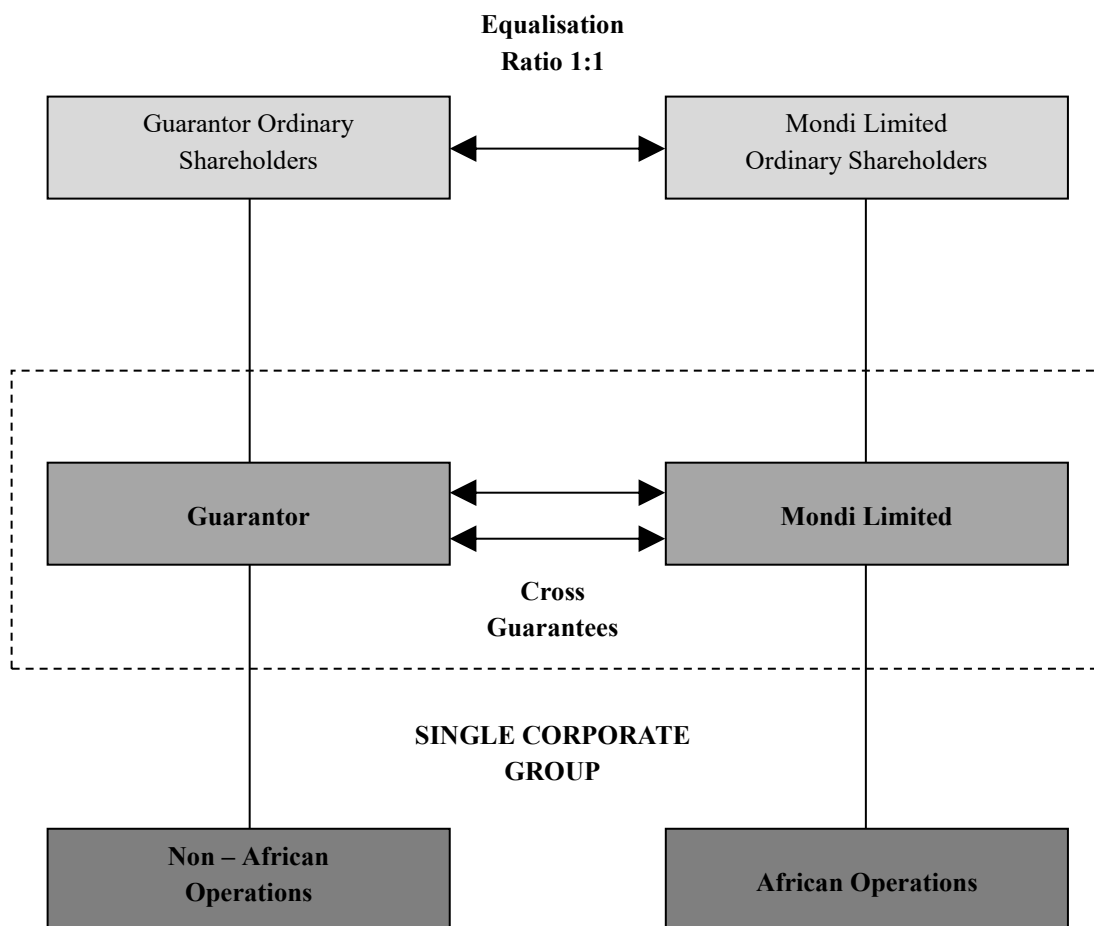 Equalisation
Ratio 1:1
Guarantor Ordinary
Shareholders
Mondi Limited
Ordinary Shareholders
Guarantor
Mondi Limited
Cross
Guarantees
SINGLE CORPORATE
GROUP
Non – African
Operations
African Operations